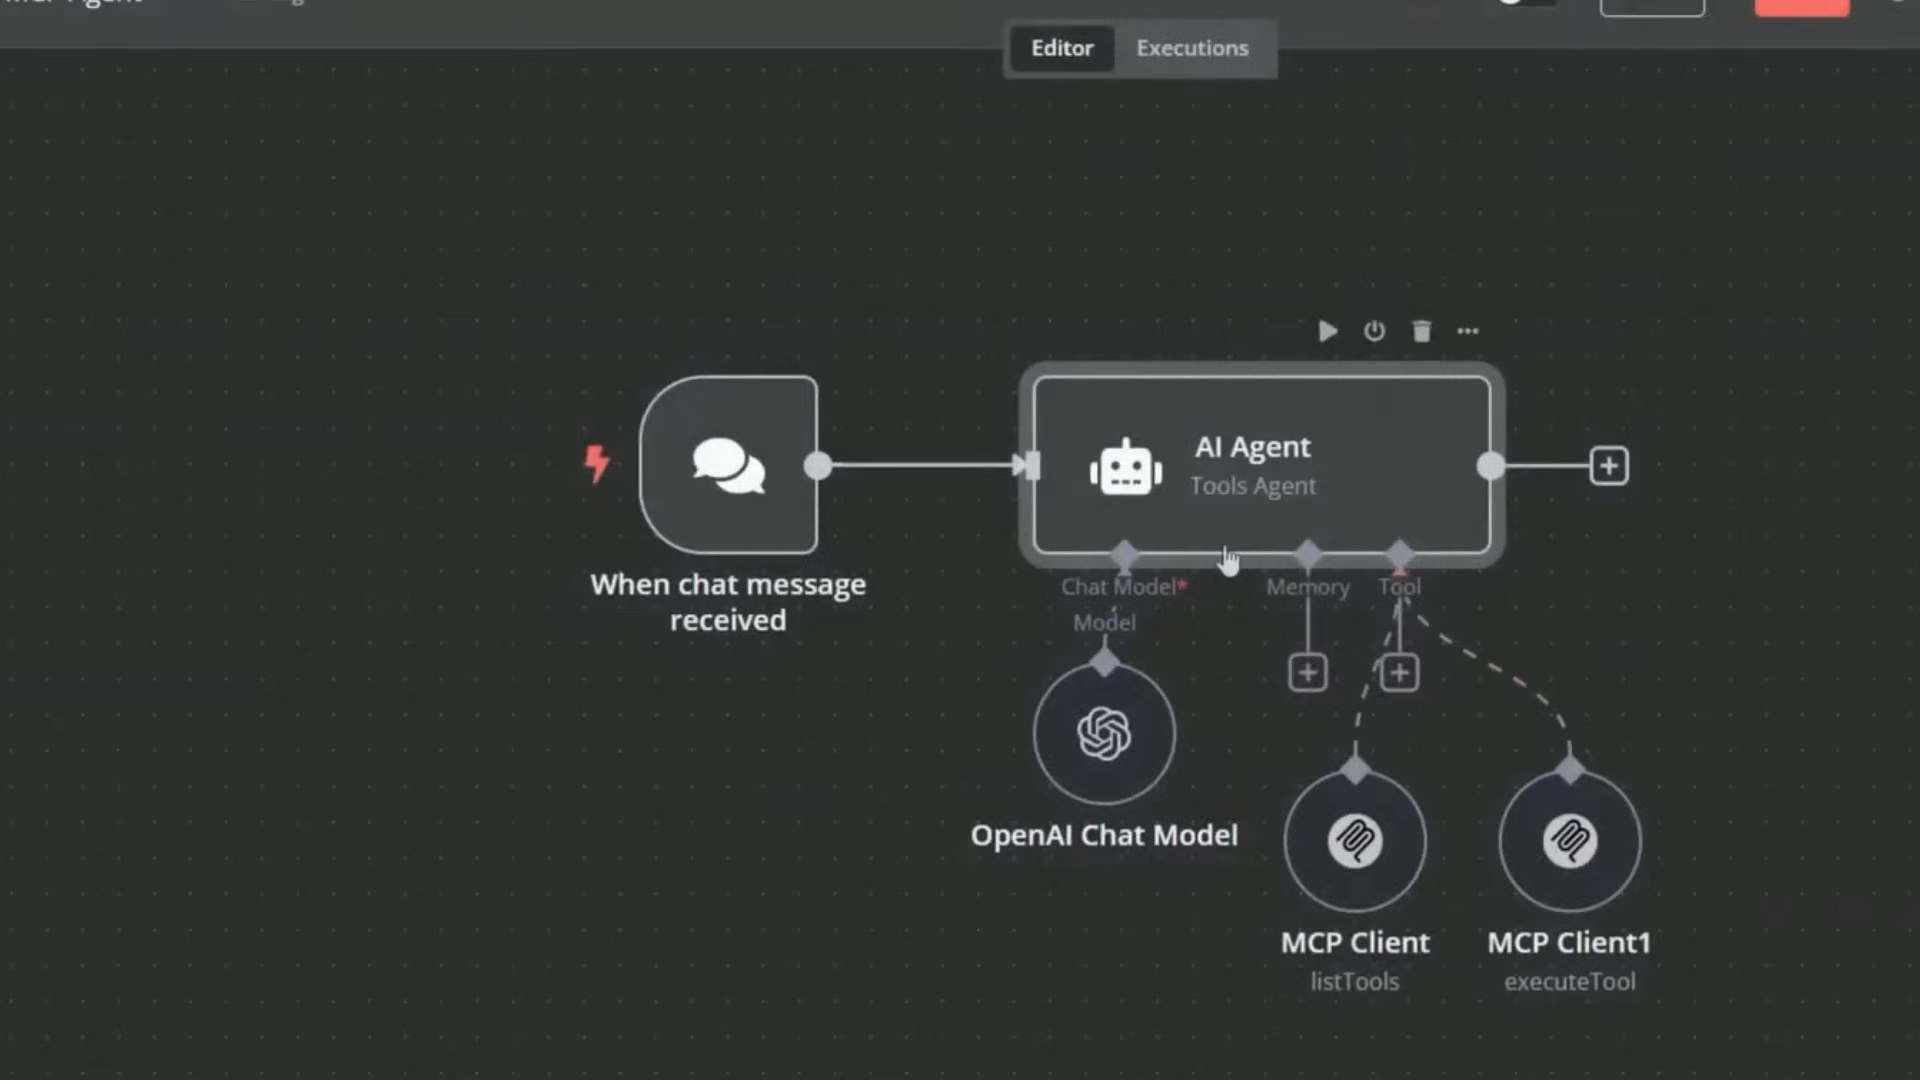 Editor
Executions
AI Agent
Tools Agent
When chat message
received
Chat Model*
Memory
Tool
Model
OpenAI Chat Model
MCP Client
listTools
MCP Client1
executeTool